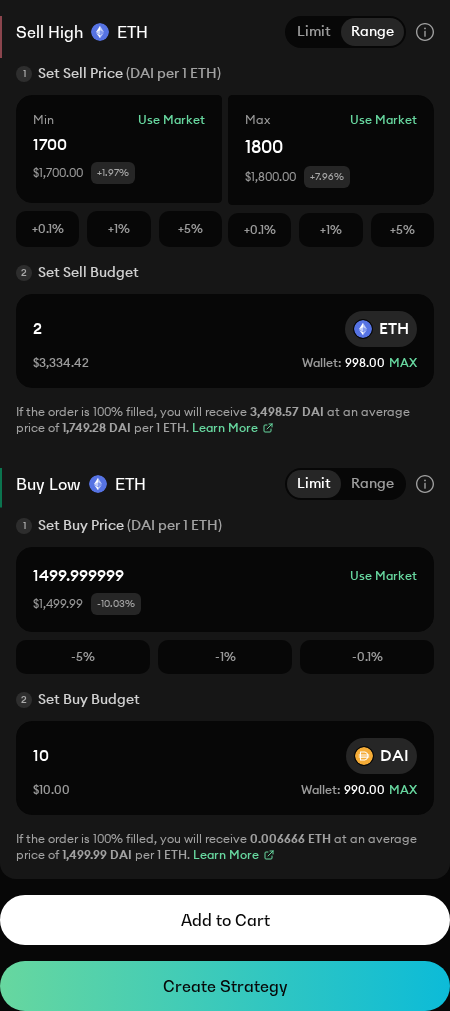 Sell High ETH Limit Range
1 Set Sell Price (DAI per 1 ETH)
Min Use Market
1700
$1,700.00 +1.97%
Max Use Market
1800
$1,800.00 +7.96%
+0.1% +1% +5% +0.1% +1% +5%
2 Set Sell Budget
2 ETH
$3,334.42 Wallet: 998.00 MAX
If the order is 100% filled, you will receive 3,498.57 DAI at an average
price of 1,749.28 DAI per 1 ETH. Learn More
Buy Low ETH Limit Range
1 Set Buy Price (DAI per 1 ETH)
1499.999999 Use Market
$1,499.99 -10.03%
-5% -1% -0.1%
2 Set Buy Budget
10 DAI
$10.00 Wallet: 990.00 MAX
If the order is 100% filled, you will receive 0.006666 ETH at an average
price of 1,499.99 DAI per 1 ETH. Learn More
Add to Cart
Create Strategy